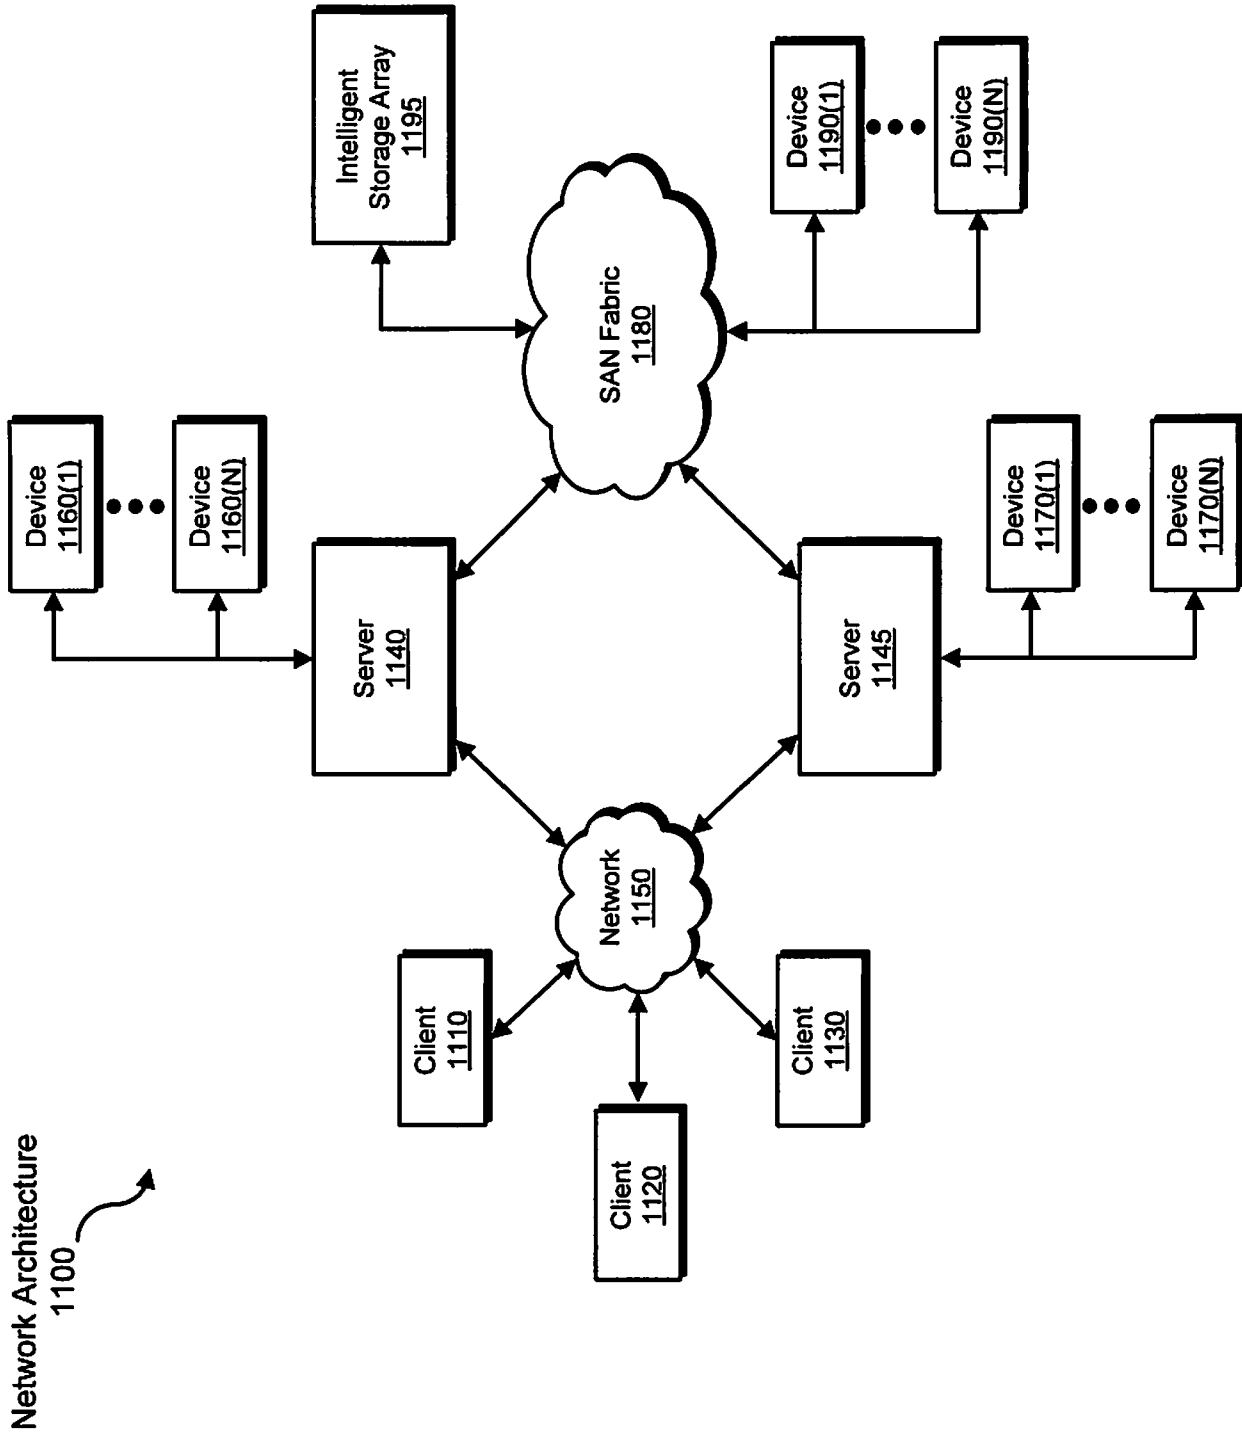 Network Architecture
1100
Device
1160(1)
Device
1160(N)
Intelligent
Storage Array
1195
Client
1110
Server
1140
Client
1120
Network
1150
SAN Fabric
1180
Client
1130
Server
1145
Device
1190(1)
Device
1190(N)
Device
1170(1)
Device
1170(N)